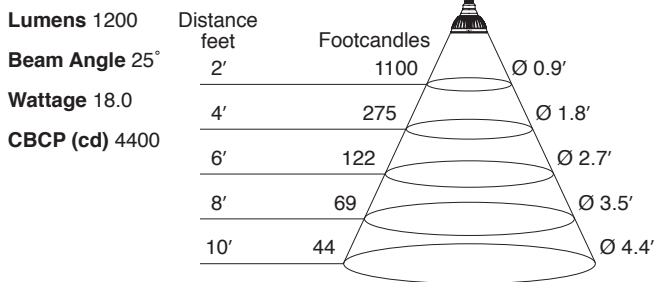 Lumens 1200
Beam Angle 25°
Wattage 18.0
CBCP (cd) 4400
Distance
feet
Footcandles
2′ 1100 Ø 0.9′
4′ 275 Ø 1.8′
6′ 122 Ø 2.7′
8′ 69 Ø 3.5′
10′ 44 Ø 4.4′